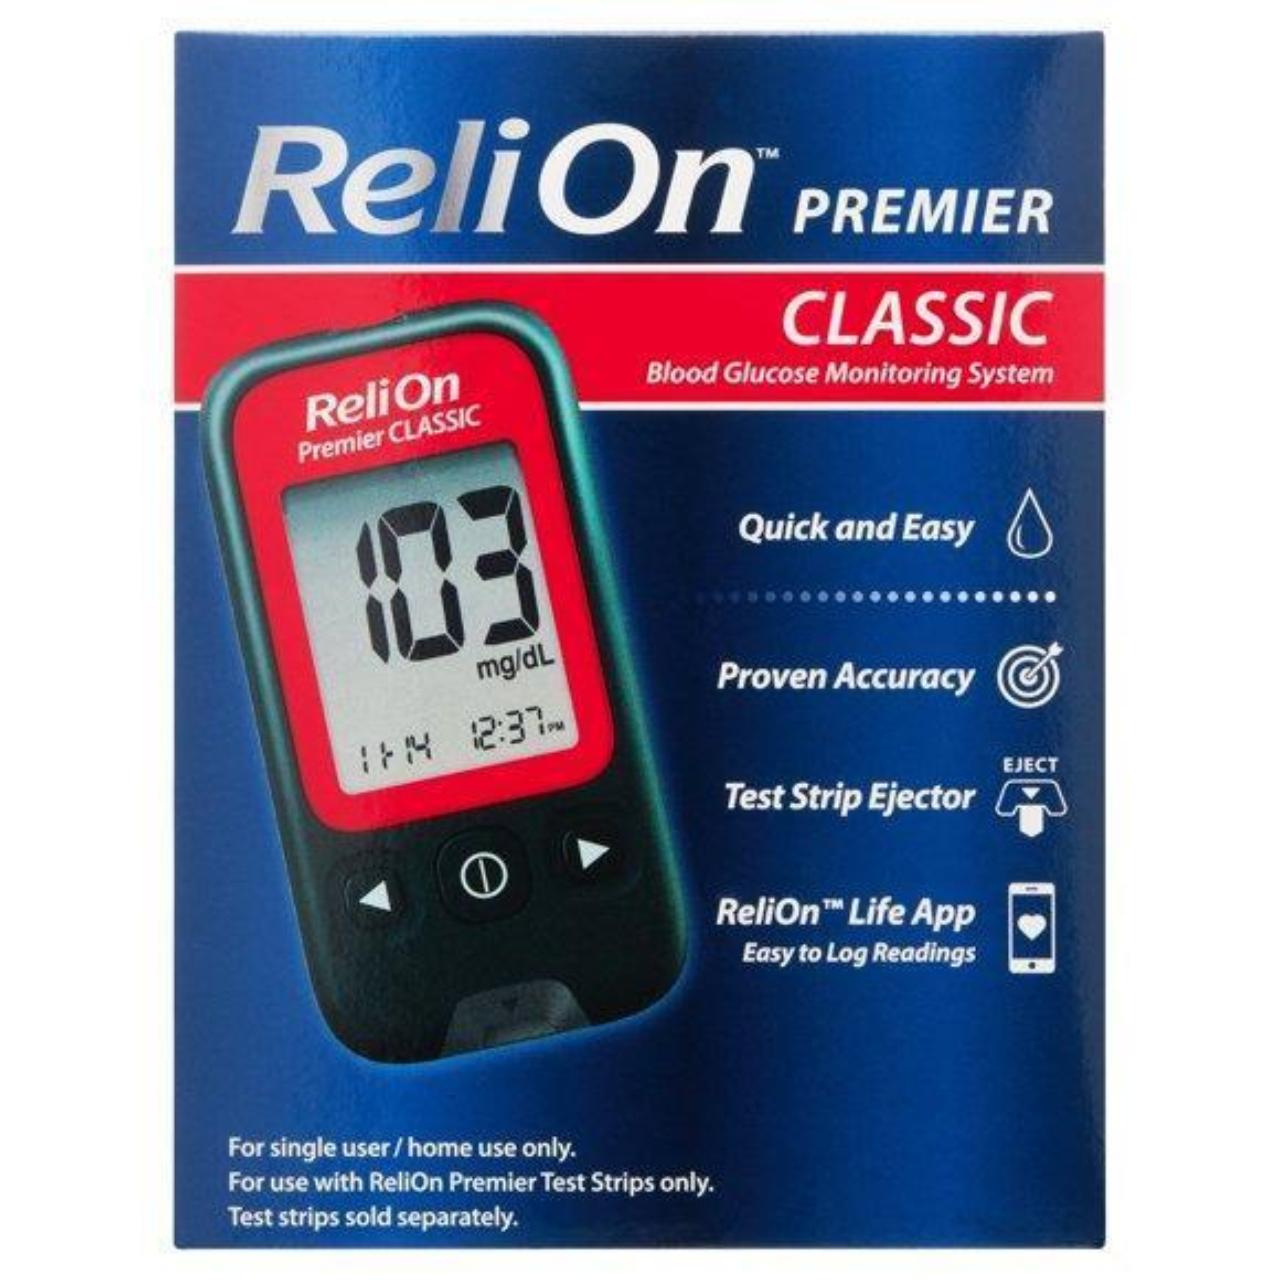 ReliOn™ PREMIER
CLASSIC
Blood Glucose Monitoring System
ReliOn
Premier CLASSIC
103
mg/dL
11-14 12:37 PM
Quick and Easy
Proven Accuracy
EJECT
Test Strip Ejector
ReliOn™ Life App
Easy to Log Readings
For single user / home use only.
For use with ReliOn Premier Test Strips only.
Test strips sold separately.